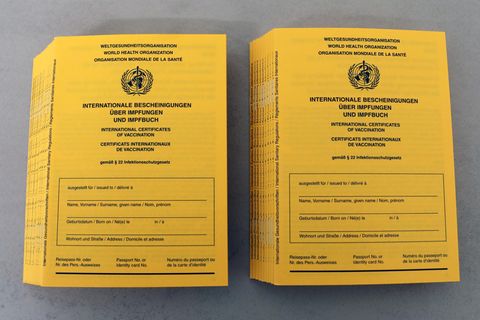 WELTGESUNDHEITSORGANISATION
WORLD HEALTH ORGANIZATION
ORGANISATION MONDIALE DE LA SANTÉ
INTERNATIONALE BESCHEINIGUNGEN
ÜBER IMPFUNGEN
UND IMPFBUCH
INTERNATIONAL CERTIFICATES
OF VACCINATION
CERTIFICATS INTERNATIONAUX
DE VACCINATION
gemäß § 22 Infektionsschutzgesetz
ausgestellt für / issued to / délivré à
Name, Vorname / Surname, given name / Nom, prénom
Geburtsdatum / Born on / Né(e) le in / à
Wohnort und Straße / Address / Domicile et adresse
Reisepass-Nr. oder
Nr. des Pers.-Ausweises
Passport No. or
Identity card No.
Numéro du passeport ou
de la carte d'identité
WELTGESUNDHEITSORGANISATION
WORLD HEALTH ORGANIZATION
ORGANISATION MONDIALE DE LA SANTÉ
INTERNATIONALE BESCHEINIGUNGEN
ÜBER IMPFUNGEN
UND IMPFBUCH
INTERNATIONAL CERTIFICATES
OF VACCINATION
CERTIFICATS INTERNATIONAUX
DE VACCINATION
gemäß § 22 Infektionsschutzgesetz
ausgestellt für / issued to / délivré à
Name, Vorname / Surname, given name / Nom, prénom
Geburtsdatum / Born on / Né(e) le in / à
Wohnort und Straße / Address / Domicile et adresse
Reisepass-Nr. oder
Nr. des Pers.-Ausweises
Passport No. or
Identity card No.
Numéro du passeport ou
de la carte d'identité